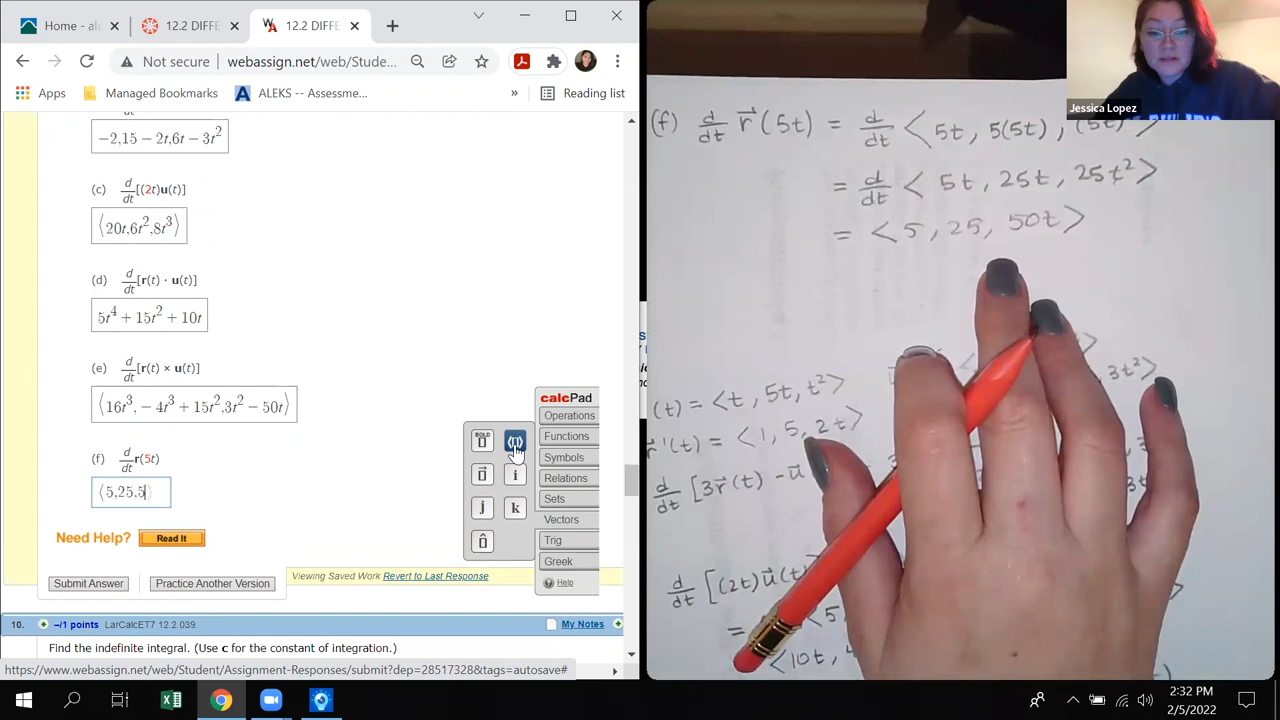 Home - al
12.2 DIFFE
12.2 DIFFE
Not secure
webassign.net/web/Stude...
Apps
Managed Bookmarks
ALEKS -- Assessme...
»
Reading list
⟨−2,15 − 2t,6t − 3t²⟩
(c) d/dt[(2t)u(t)]
⟨20t,6t²,8t³⟩
(d) d/dt[r(t) · u(t)]
5t⁴ + 15t² + 10t
(e) d/dt[r(t) × u(t)]
⟨16t³, − 4t³ + 15t²,3t² − 50t⟩
(f) d/dt r(5t)
⟨5,25,5⟩
Need Help?
Read It
Submit Answer
Practice Another Version
Viewing Saved Work Revert to Last Response
calcPad
Operations
Functions
Symbols
Relations
Sets
Vectors
Trig
Greek
Help
BOLD
i
j
k
10.
–/1 points
LarCalcET7 12.2.039.
My Notes
Find the indefinite integral. (Use c for the constant of integration.)
https://www.webassign.net/web/Student/Assignment-Responses/submit?dep=28517328&tags=autosave#
Jessica Lopez
(f) d/dt r⃗(5t) = d/dt <5t, 5(5t), (5t)
= d/dt <5t, 25t, 25t²>
= <5, 25, 50t>
(t) = <t, 5t, t²>
3t²>
r⃗'(t) = <1, 5, 2t>
d/dt [3r⃗(t) - u⃗
d/dt [(2t)u⃗(t)
= <5
<10t,
2:32 PM
2/5/2022